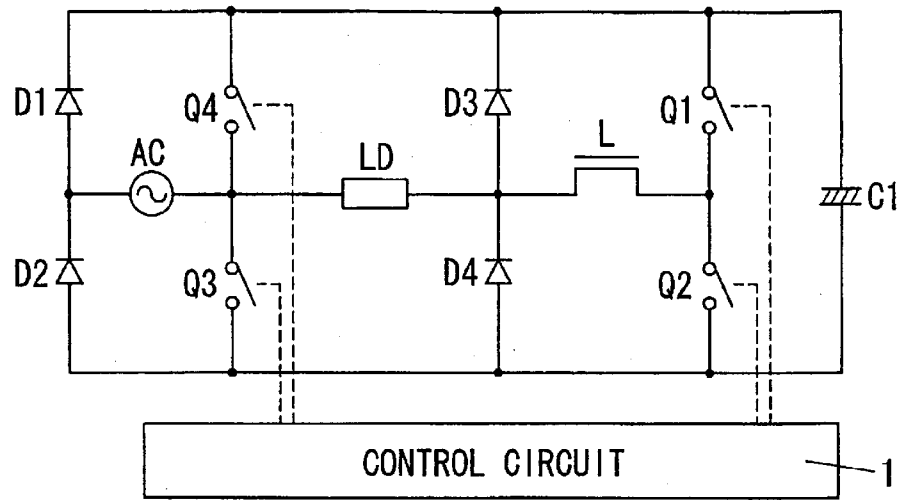 D1
Q4
D3
Q1
AC
LD
L
C1
D2
Q3
D4
Q2
CONTROL CIRCUIT
1